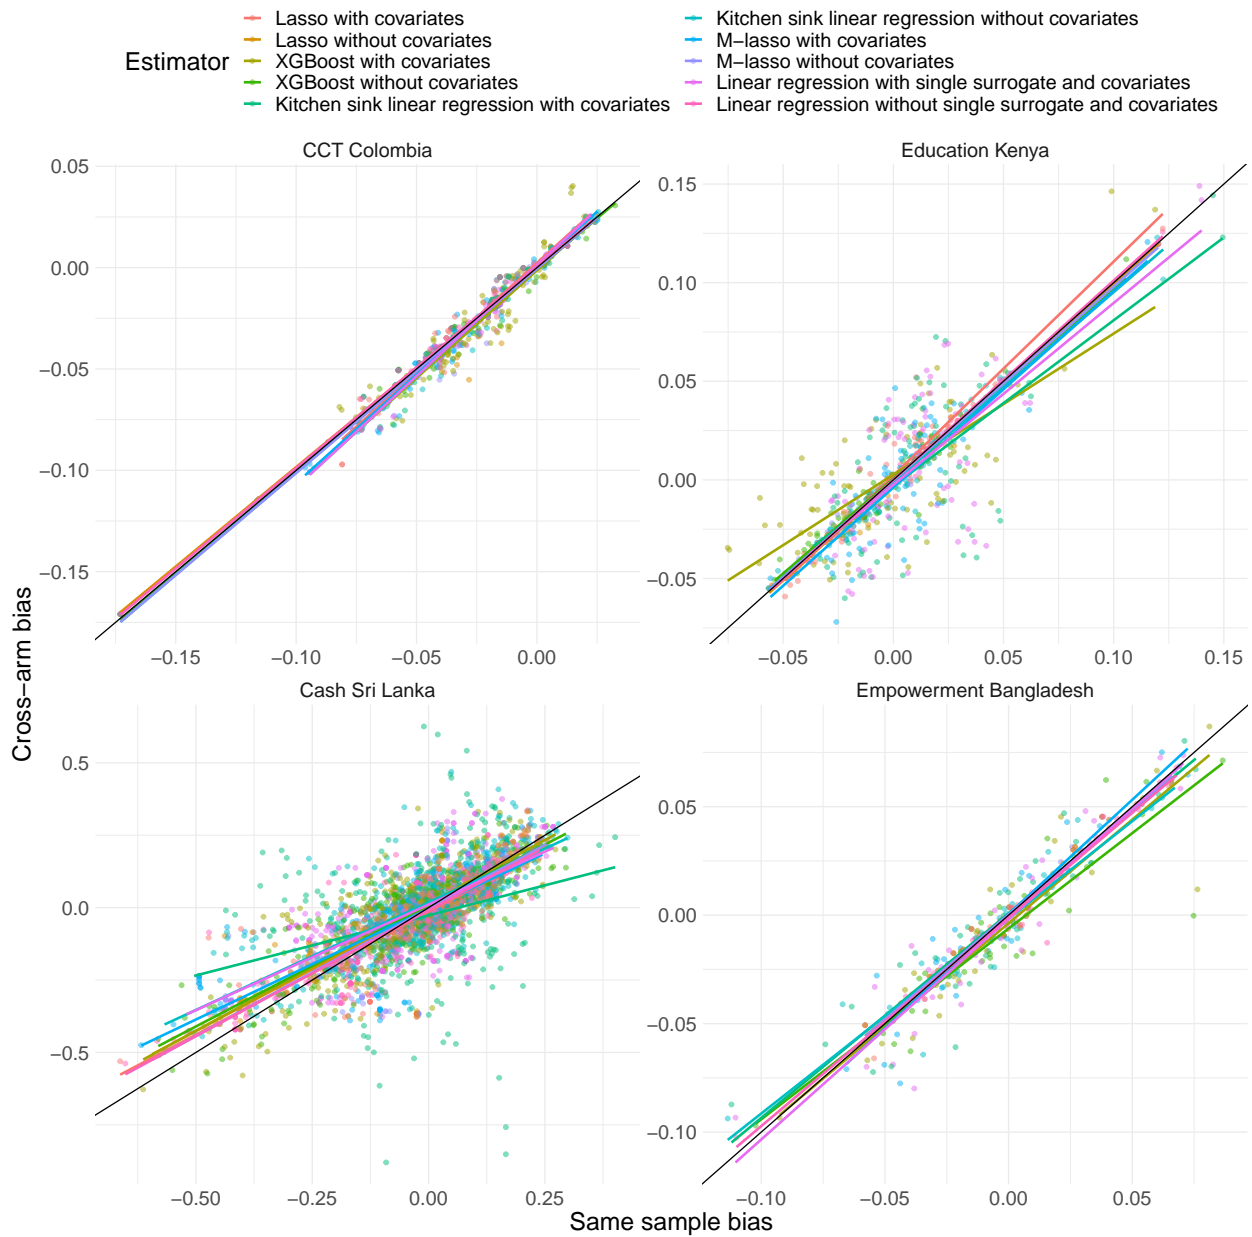 Estimator
Lasso with covariates
Lasso without covariates
XGBoost with covariates
XGBoost without covariates
Kitchen sink linear regression with covariates
Kitchen sink linear regression without covariates
M−lasso with covariates
M−lasso without covariates
Linear regression with single surrogate and covariates
Linear regression without single surrogate and covariates
CCT Colombia
0.05
0.00
−0.05
−0.10
−0.15
−0.15 −0.10 −0.05 0.00
Education Kenya
0.15
0.10
0.05
0.00
−0.05
−0.05 0.00 0.05 0.10 0.15
Cash Sri Lanka
0.5
0.0
−0.5
−0.50 −0.25 0.00 0.25
Empowerment Bangladesh
0.05
0.00
−0.05
−0.10
−0.10 −0.05 0.00 0.05
Cross−arm bias
Same sample bias